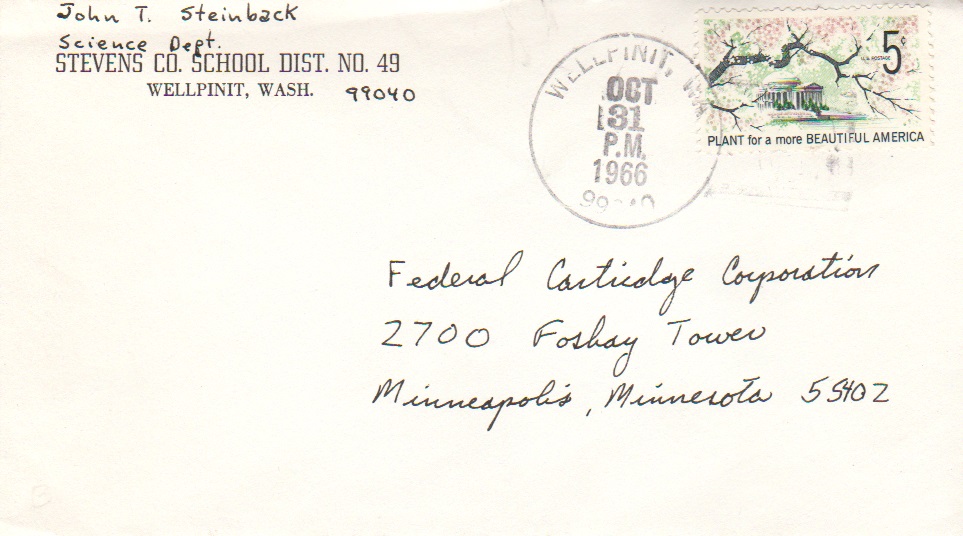 John T. Steinback
Science Dept.
STEVENS CO. SCHOOL DIST. NO. 49
WELLPINIT, WASH. 99040
WELLPINIT,
OCT
31
P.M.
1966
5¢
U.S. POSTAGE
PLANT for a more BEAUTIFUL AMERICA
Federal Cartridge Corporation
2700 Foshay Tower
Minneapolis, Minnesota 55402